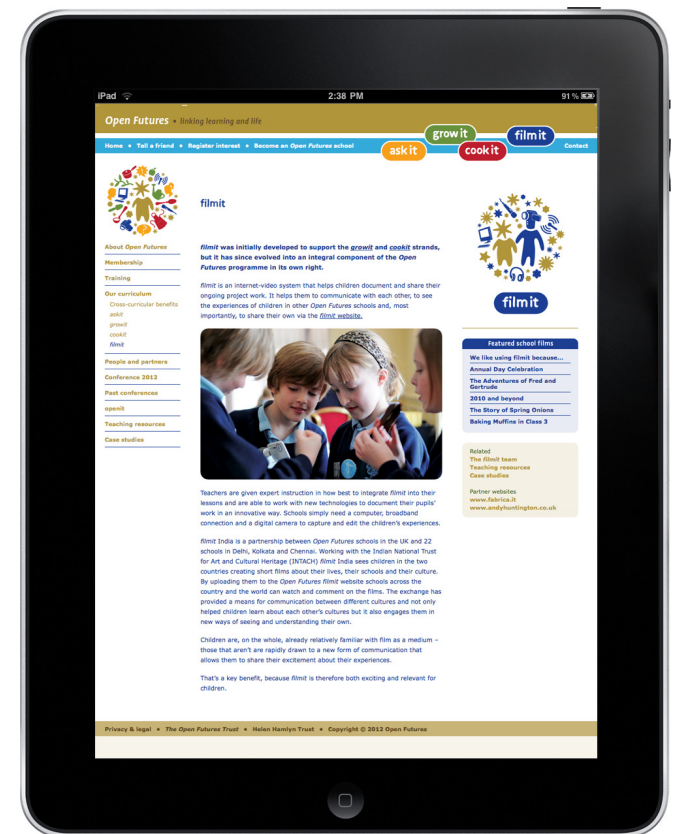 iPad 2:38 PM 91 %
Open Futures • linking learning and life
growit filmit
Home • Tell a friend • Register interest • Become an Open Futures school askit cookit Contact
filmit
About Open Futures
Membership
Training
Our curriculum
Cross-curricular benefits
askit
growit
cookit
filmit
People and partners
Conference 2013
Past conferences
openit
Teaching resources
Case studies
filmit was initially developed to support the growit and cookit strands,
but it has since evolved into an integral component of the Open
Futures programme in its own right.
filmit is an internet-video system that helps children document and share their
ongoing project work. It helps them to communicate with each other, to see
the experiences of children in other Open Futures schools and, most
importantly, to share their own via the filmit website.
Teachers are given expert instruction in how best to integrate filmit into their
lessons and are able to work with new technologies to document their pupils'
work in an innovative way. Schools simply need a computer, broadband
connection and a digital camera to capture and edit the children's experiences.
filmit India is a partnership between Open Futures schools in the UK and 22
schools in Delhi, Kolkata and Chennai. Working with the Indian National Trust
for Art and Cultural Heritage (INTACH) filmit India sees children in the two
countries creating short films about their lives, their schools and their culture.
By uploading them to the Open Futures filmit website schools across the
country and the world can watch and comment on the films. The exchange has
provided a means for communication between different cultures and not only
helped children learn about each other's cultures but it also engages them in
new ways of seeing and understanding their own.
Children are, on the whole, already relatively familiar with film as a medium –
those that aren't are rapidly drawn to a new form of communication that
allows them to share their excitement about their experiences.
That's a key benefit, because filmit is therefore both exciting and relevant for
children.
filmit
Featured school films
We like using filmit because...
Annual Day Celebration
The Adventures of Fred and
Gertrude
2010 and beyond
The Story of Spring Onions
Baking Muffins in Class 3
Related
The filmit team
Teaching resources
Case studies
Partner websites
www.fabrica.it
www.andyhuntington.co.uk
Privacy & legal • The Open Futures Trust • Helen Hamlyn Trust • Copyright © 2013 Open Futures